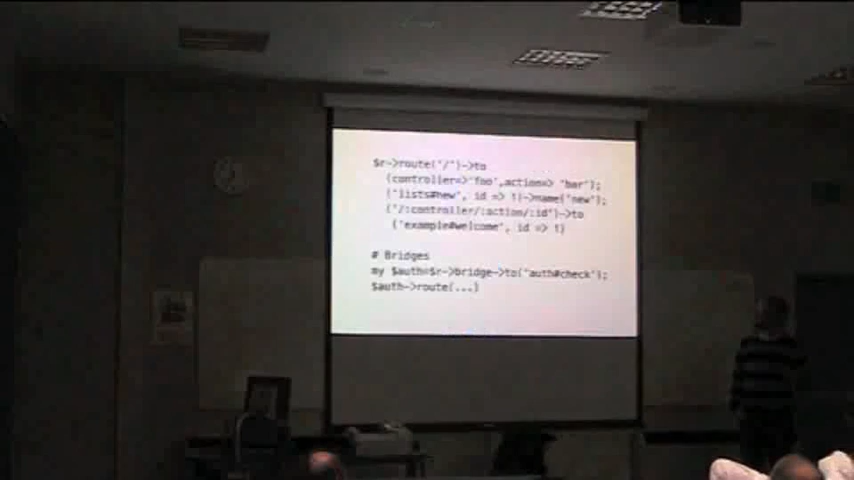 $r->route("/")->to
(controller=>'foo',action=> "bar");
("lists#new", id => 1)->name("new");
("/:controller/:action/:id")->to
("example#welcome", id => 1)
# Bridges
my $auth=$r->bridge->to("auth#check");
$auth->route(...)